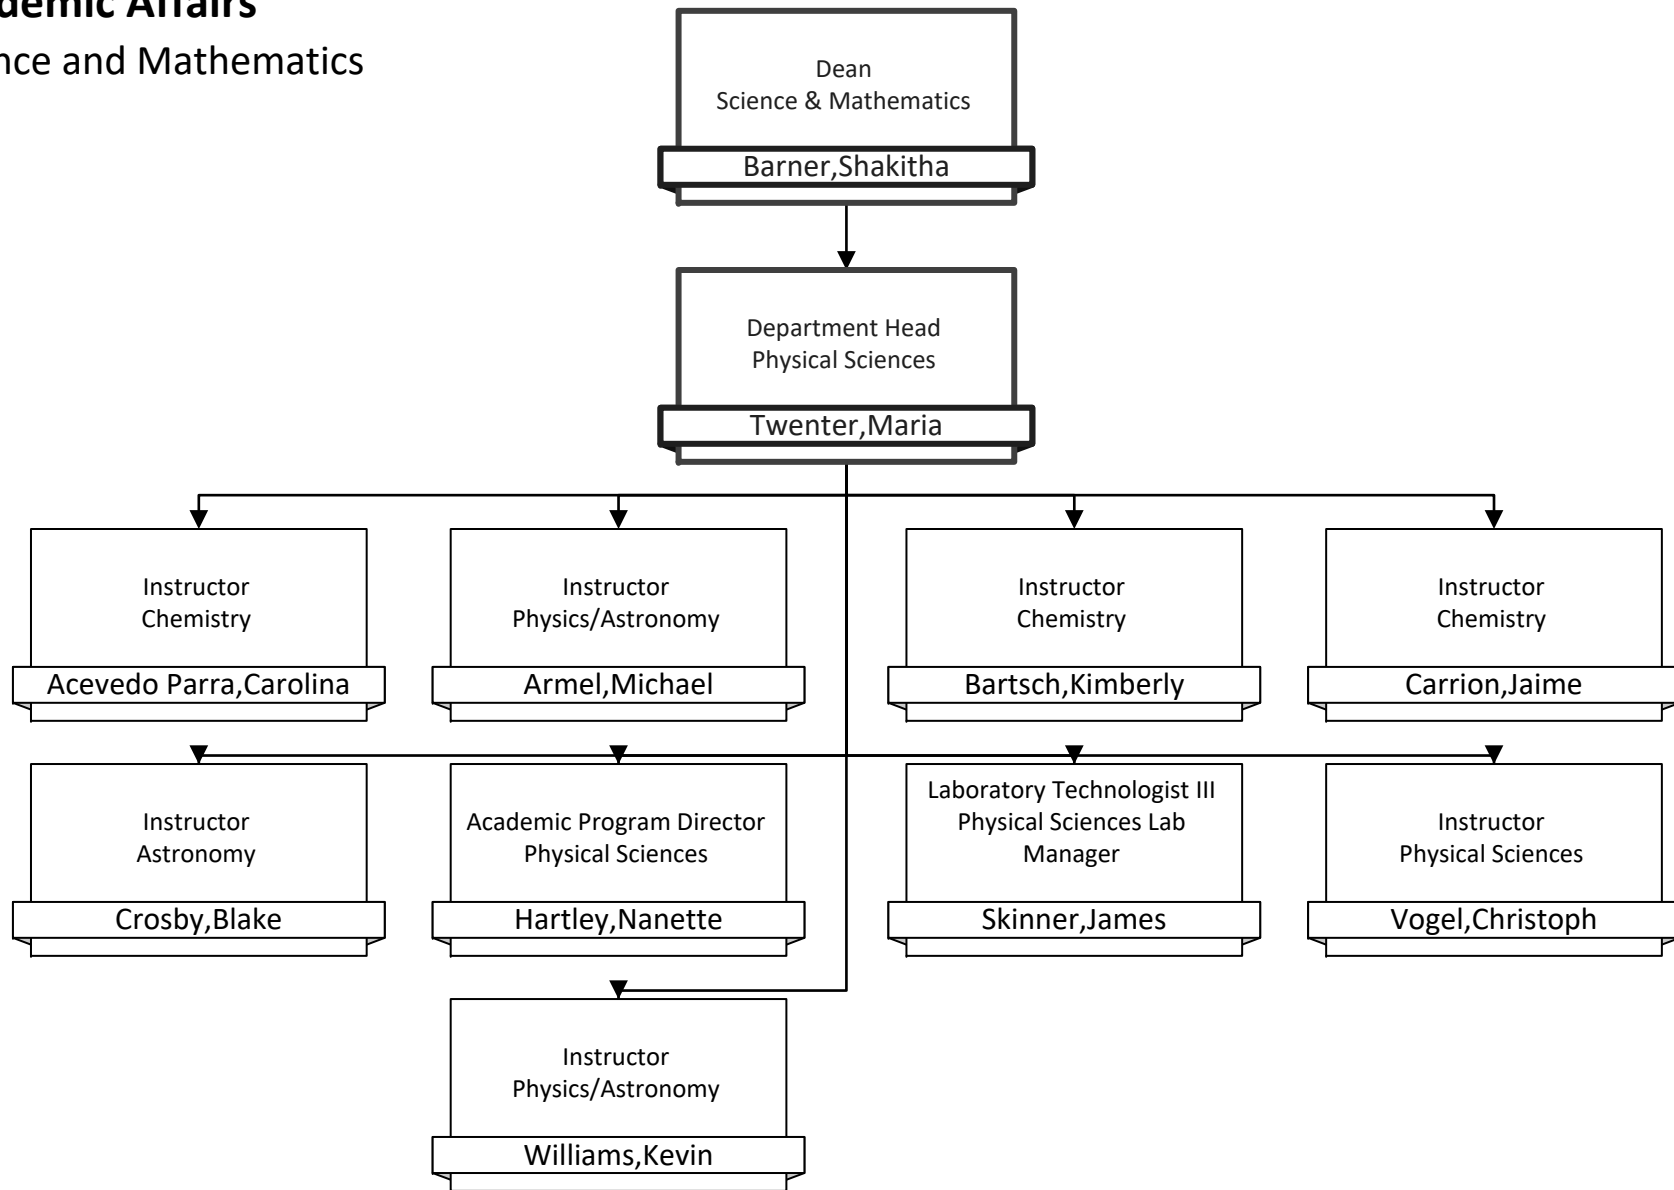 demic Affairs
nce and Mathematics
Dean
Science & Mathematics
Barner,Shakitha
Department Head
Physical Sciences
Twenter,Maria
Instructor
Chemistry
Acevedo Parra,Carolina
Instructor
Physics/Astronomy
Armel,Michael
Instructor
Chemistry
Bartsch,Kimberly
Instructor
Chemistry
Carrion,Jaime
Instructor
Astronomy
Crosby,Blake
Academic Program Director
Physical Sciences
Hartley,Nanette
Laboratory Technologist III
Physical Sciences Lab
Manager
Skinner,James
Instructor
Physical Sciences
Vogel,Christoph
Instructor
Physics/Astronomy
Williams,Kevin